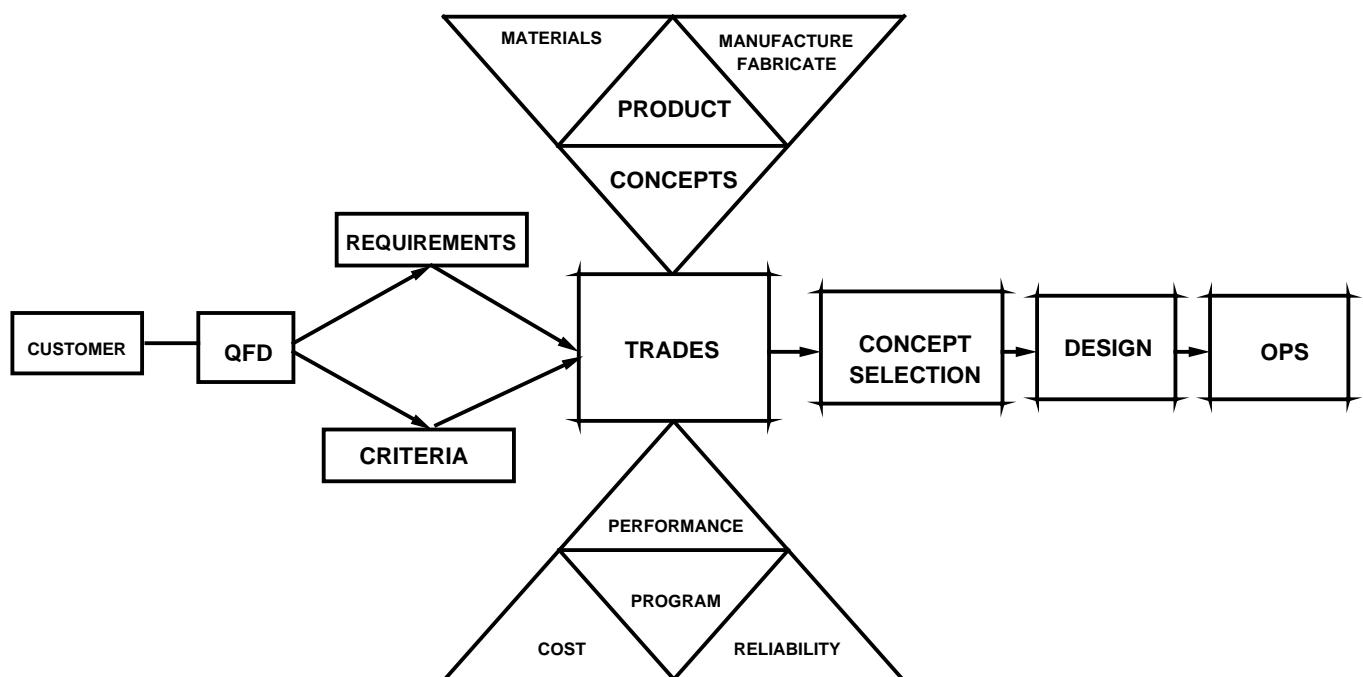 MATERIALS
MANUFACTURE
FABRICATE
PRODUCT
CONCEPTS
REQUIREMENTS
CUSTOMER
QFD
TRADES
CONCEPT
SELECTION
DESIGN
OPS
CRITERIA
PERFORMANCE
PROGRAM
COST
RELIABILITY